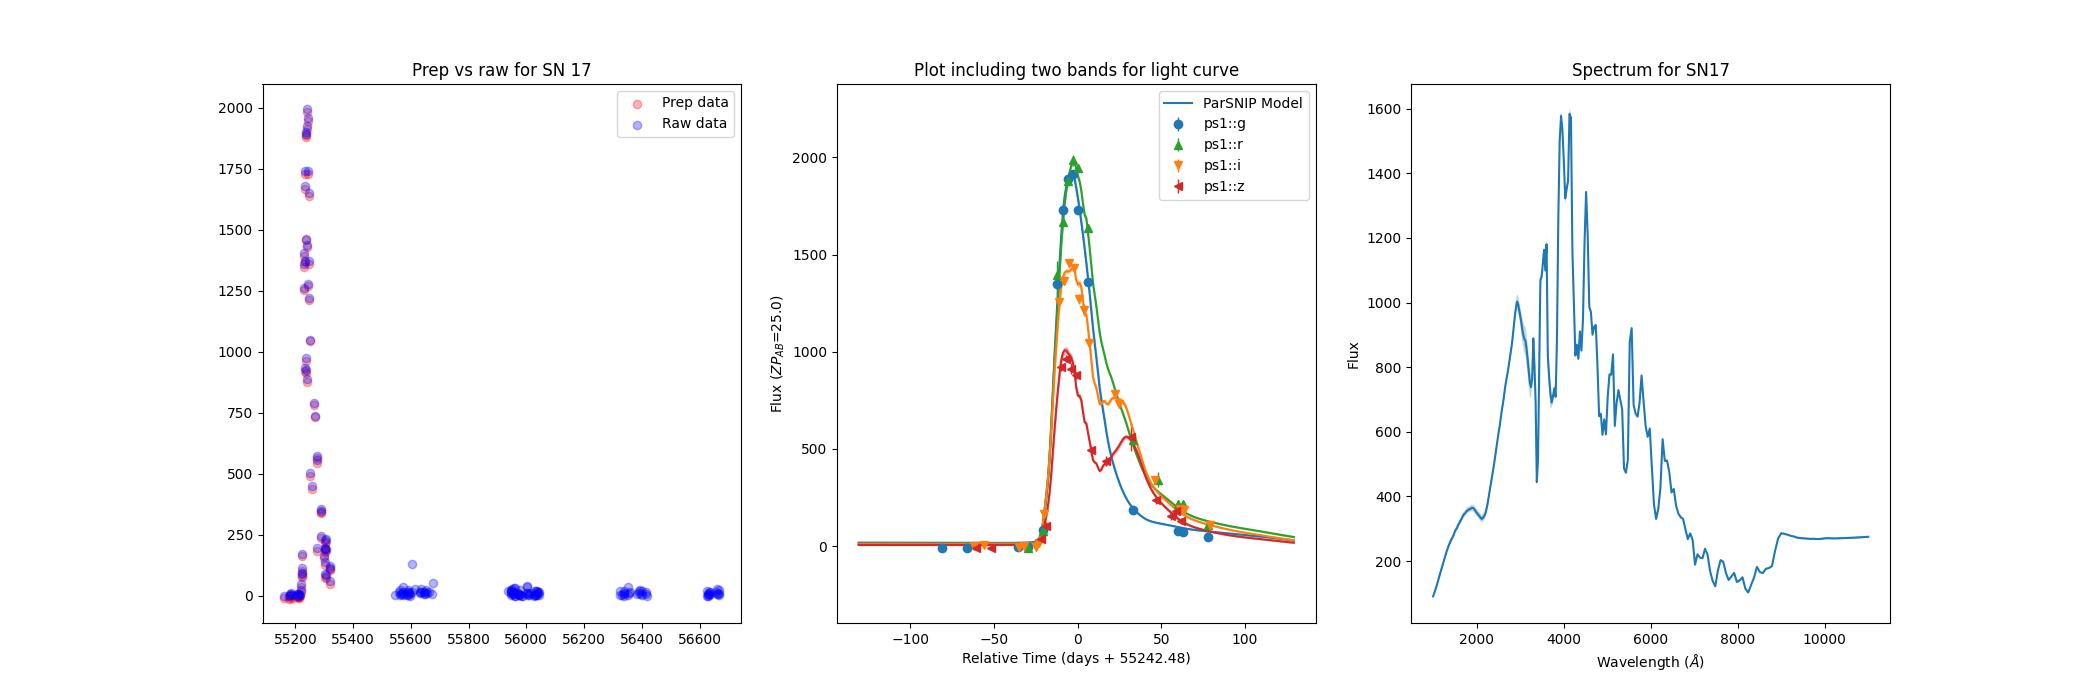 Prep vs raw for SN 17
Prep data
Raw data
2000
1750
1500
1250
1000
750
500
250
0
55200 55400 55600 55800 56000 56200 56400 56600
Plot including two bands for light curve
ParSNIP Model
ps1::g
ps1::r
ps1::i
ps1::z
Flux (ZP_AB=25.0)
2000
1500
1000
500
0
−100 −50 0 50 100
Relative Time (days + 55242.48)
Spectrum for SN17
Flux
1600
1400
1200
1000
800
600
400
200
2000 4000 6000 8000 10000
Wavelength (Å)